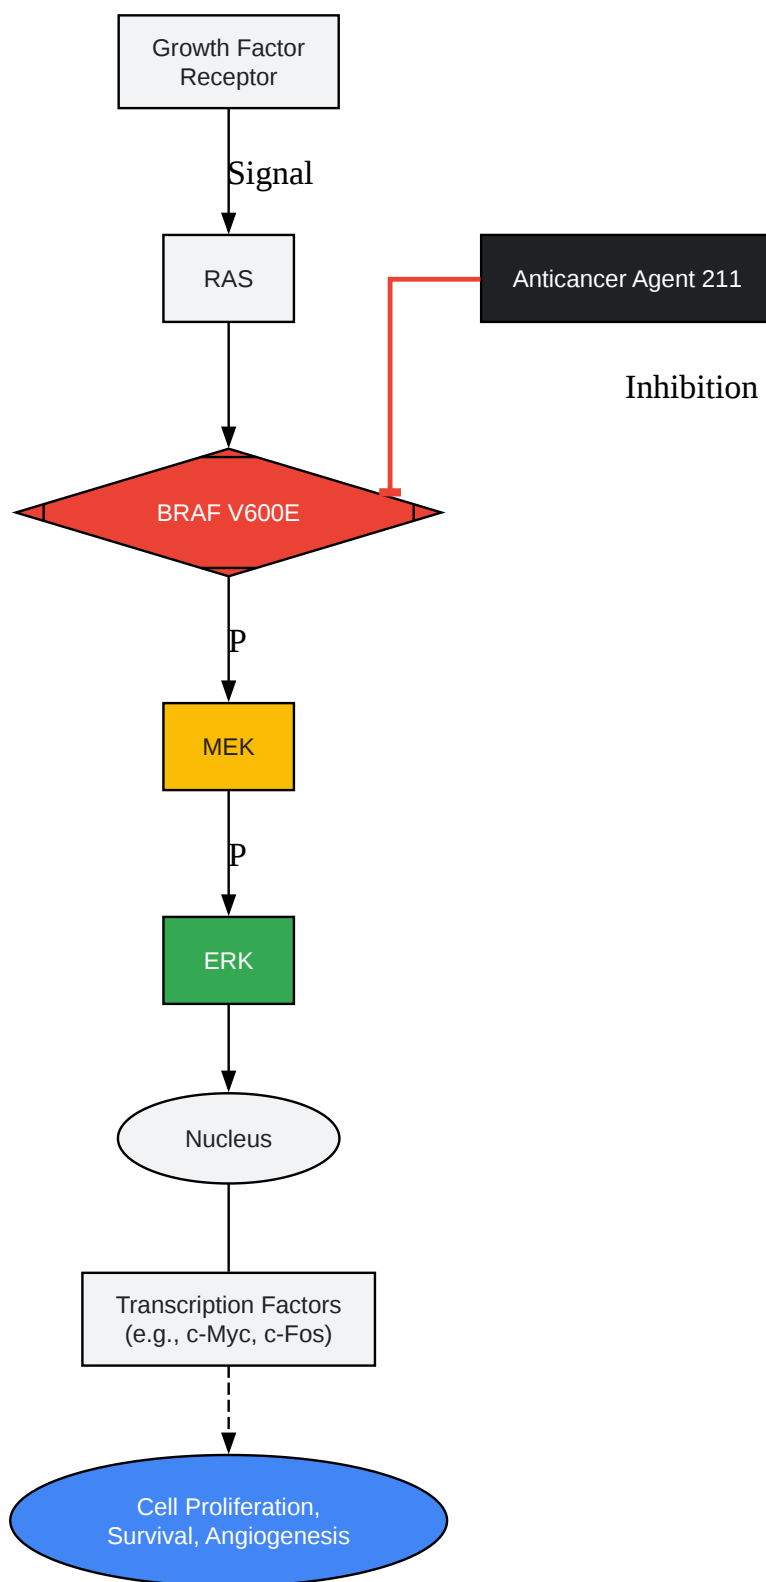 Growth Factor
Receptor
Signal
RAS
Anticancer Agent 211
Inhibition
BRAF V600E
P
MEK
P
ERK
Nucleus
Transcription Factors
(e.g., c-Myc, c-Fos)
Cell Proliferation,
Survival, Angiogenesis